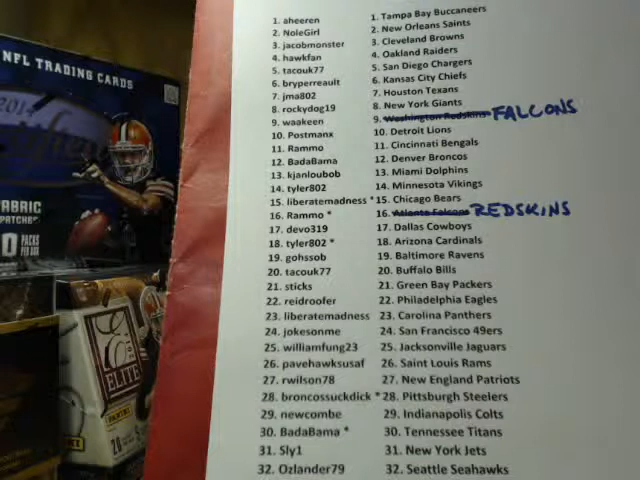 NFL TRADING CARDS
2014
FABRIC
PATCHES
PACKS
PER BOX
ELITE
PANINI
1. aheeren
2. NoleGirl
3. jacobmonster
4. hawkfan
5. tacouk77
6. bryperreault
7. jma802
8. rockydog19
9. waakeen
10. Postmanx
11. Rammo
12. BadaBama
13. kjanloubob
14. tyler802
15. liberatemadness *
16. Rammo *
17. devo319
18. tyler802 *
19. gohssob
20. tacouk77
21. sticks
22. reidroofer
23. liberatemadness
24. jokesonme
25. williamfung23
26. pavehawksusaf
27. rwilson78
28. broncossuckdick *
29. newcombe
30. BadaBama *
31. Sly1
32. Ozlander79
1. Tampa Bay Buccaneers
2. New Orleans Saints
3. Cleveland Browns
4. Oakland Raiders
5. San Diego Chargers
6. Kansas City Chiefs
7. Houston Texans
8. New York Giants
9. Washington Redskins FALCONS
10. Detroit Lions
11. Cincinnati Bengals
12. Denver Broncos
13. Miami Dolphins
14. Minnesota Vikings
15. Chicago Bears
16. Atlanta Falcons REDSKINS
17. Dallas Cowboys
18. Arizona Cardinals
19. Baltimore Ravens
20. Buffalo Bills
21. Green Bay Packers
22. Philadelphia Eagles
23. Carolina Panthers
24. San Francisco 49ers
25. Jacksonville Jaguars
26. Saint Louis Rams
27. New England Patriots
28. Pittsburgh Steelers
29. Indianapolis Colts
30. Tennessee Titans
31. New York Jets
32. Seattle Seahawks